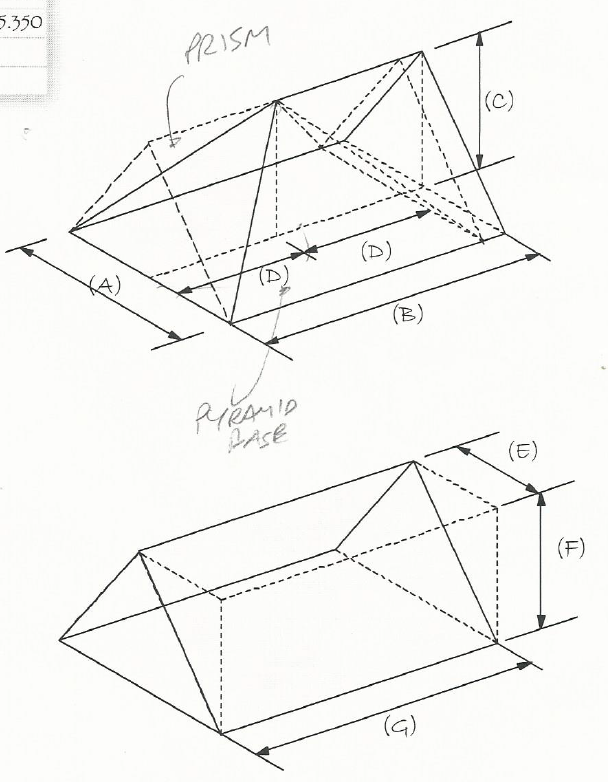 5.350
PRISM
(C)
(A)
(D)
(D)
(B)
PYRAMID
BASE
(E)
(F)
(G)